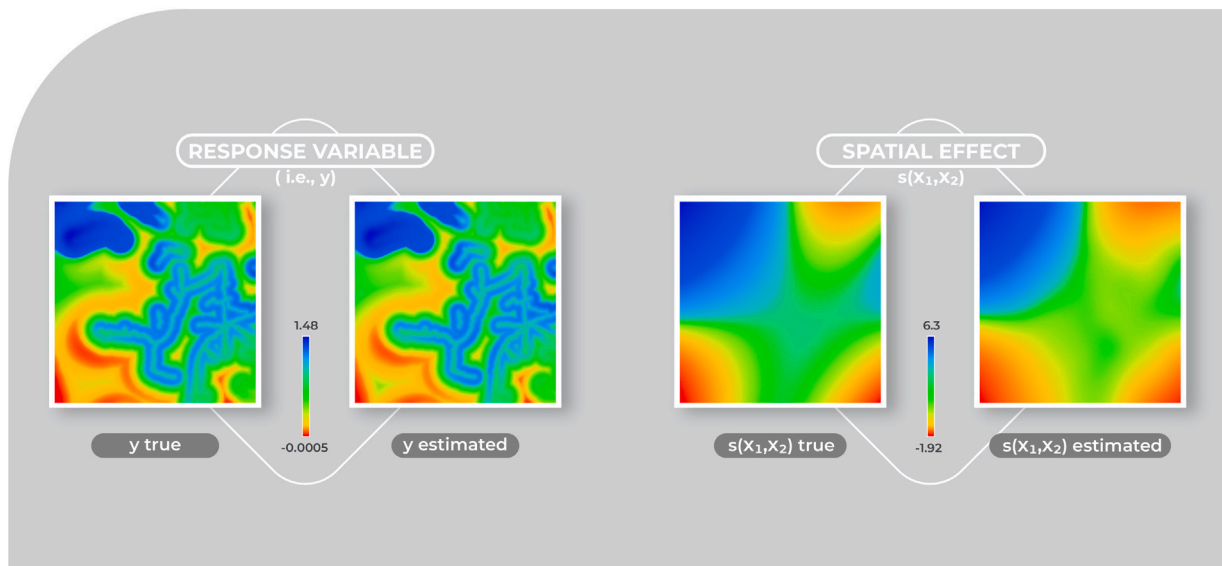 RESPONSE VARIABLE
( i.e., y)
1.48
-0.0005
y true
y estimated
SPATIAL EFFECT
s(x₁,x₂)
6.3
-1.92
s(x₁,x₂) true
s(x₁,x₂) estimated